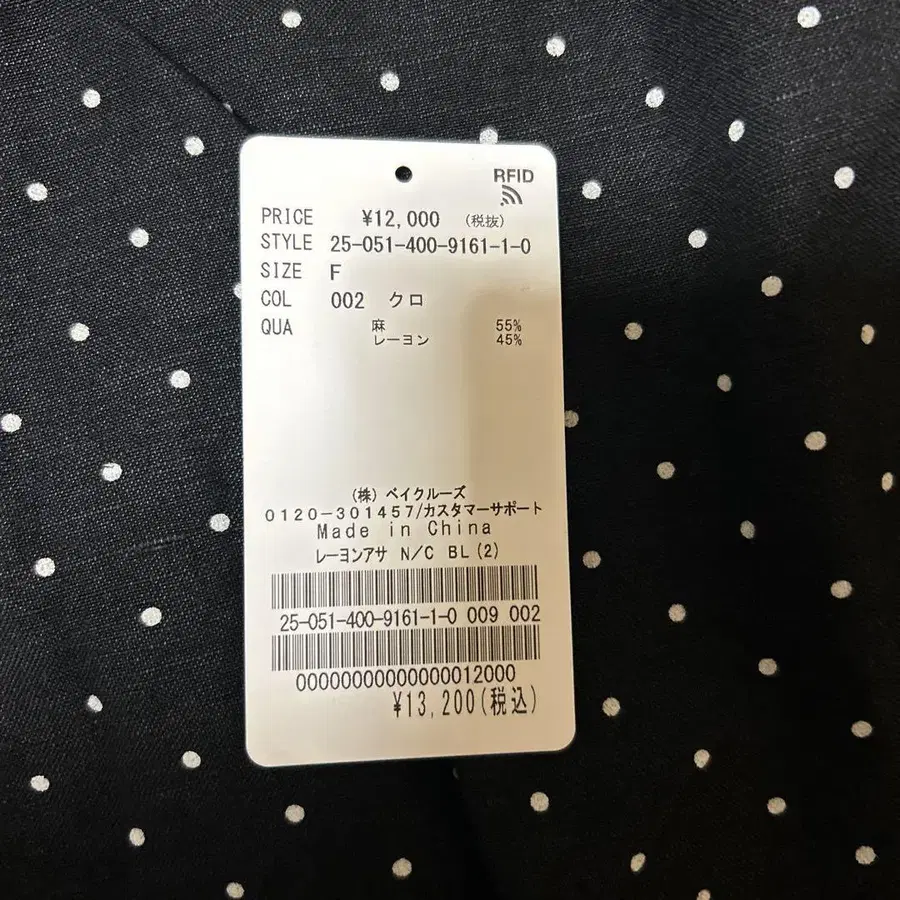 RFID
PRICE ¥12,000 (税抜)
STYLE 25-051-400-9161-1-0
SIZE F
COL 002 クロ
QUA 麻 55%
レーヨン 45%
(株) ベイクルーズ
0120-301457/カスタマーサポート
Made in China
レーヨンアサ N/C BL(2)
25-051-400-9161-1-0 009 002
00000000000000012000
¥13,200(税込)